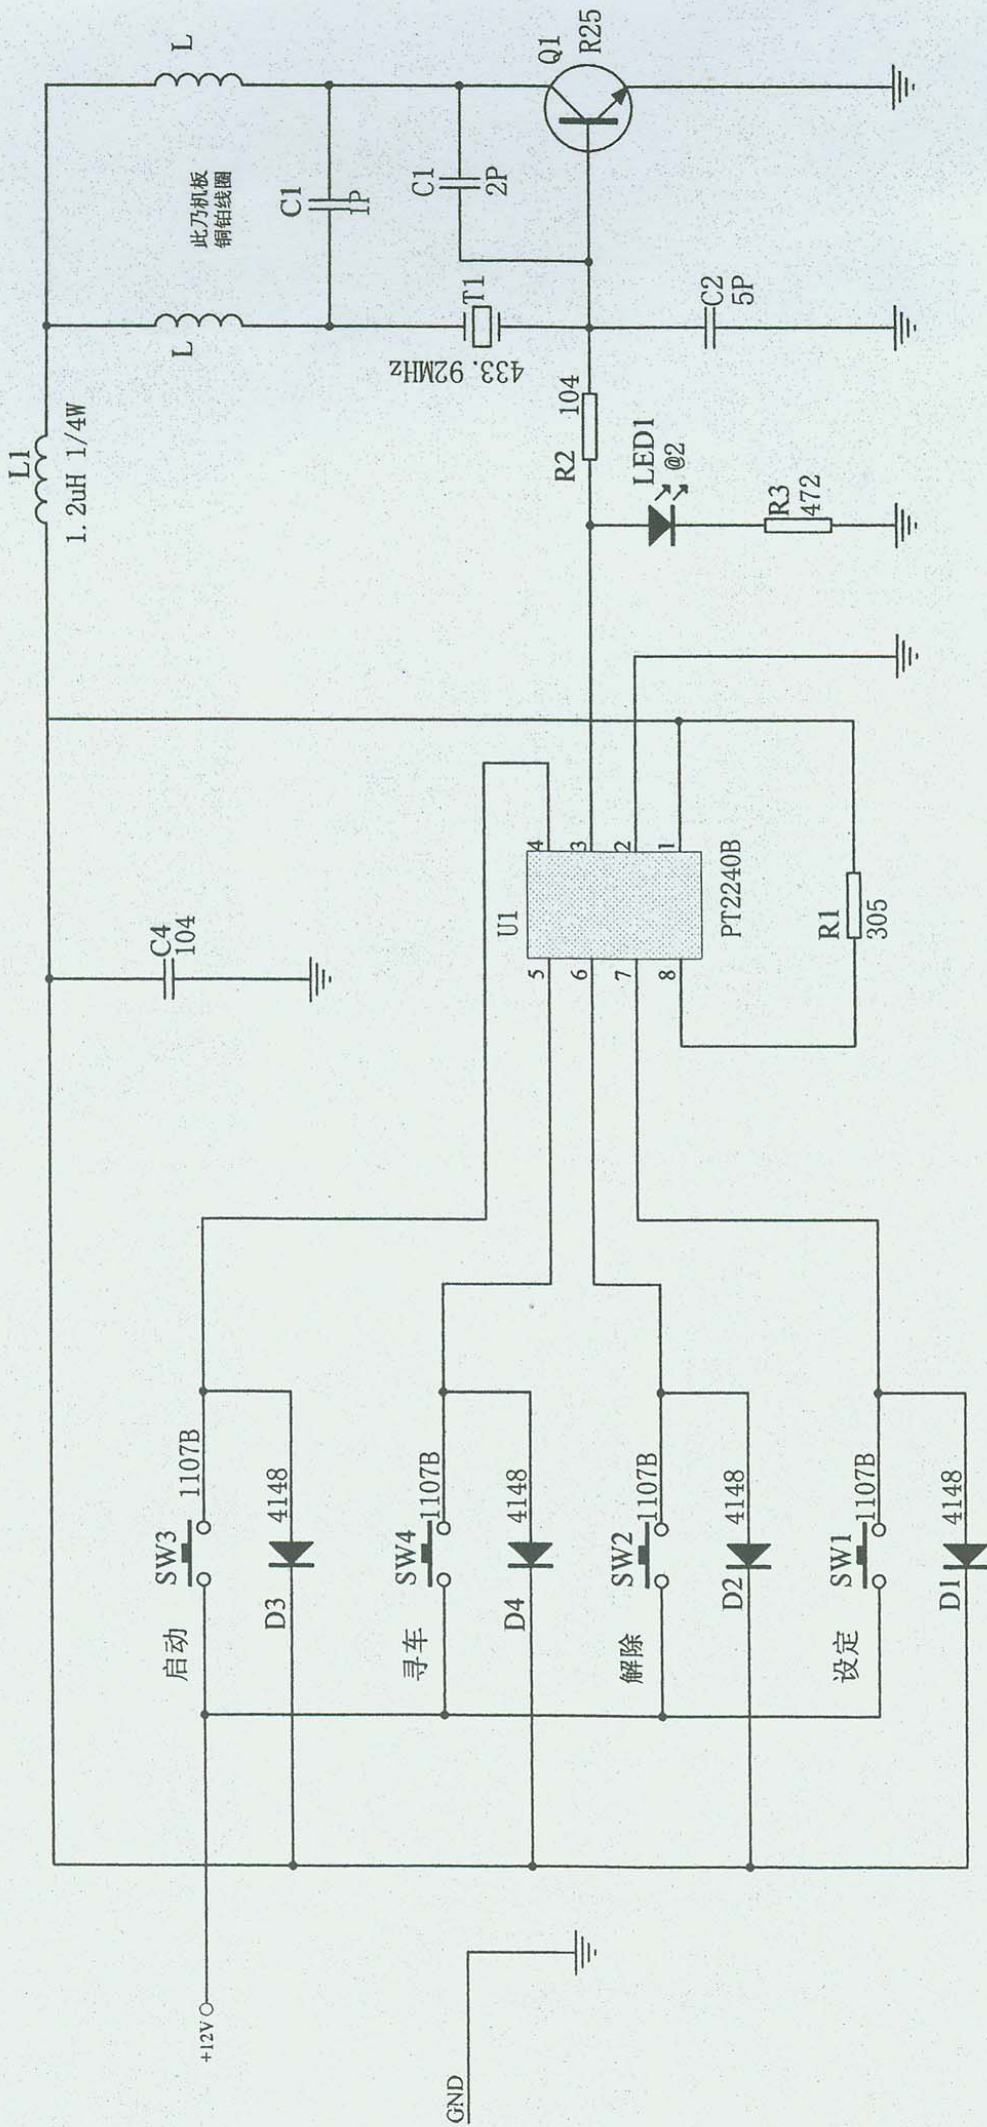 +12V
GND
启动
SW3
1107B
D3
4148
寻车
SW4
1107B
D4
4148
解除
SW2
1107B
D2
4148
设定
SW1
1107B
D1
4148
C4
104
U1
5
6
7
8
4
3
2
1
PT2240B
R1
305
L1
1.2uH 1/4W
R2
104
LED1
@2
R3
472
L
L
此乃机板
铜铂线圈
C1
1P
C1
2P
T1
433.92MHz
C2
5P
Q1
R25